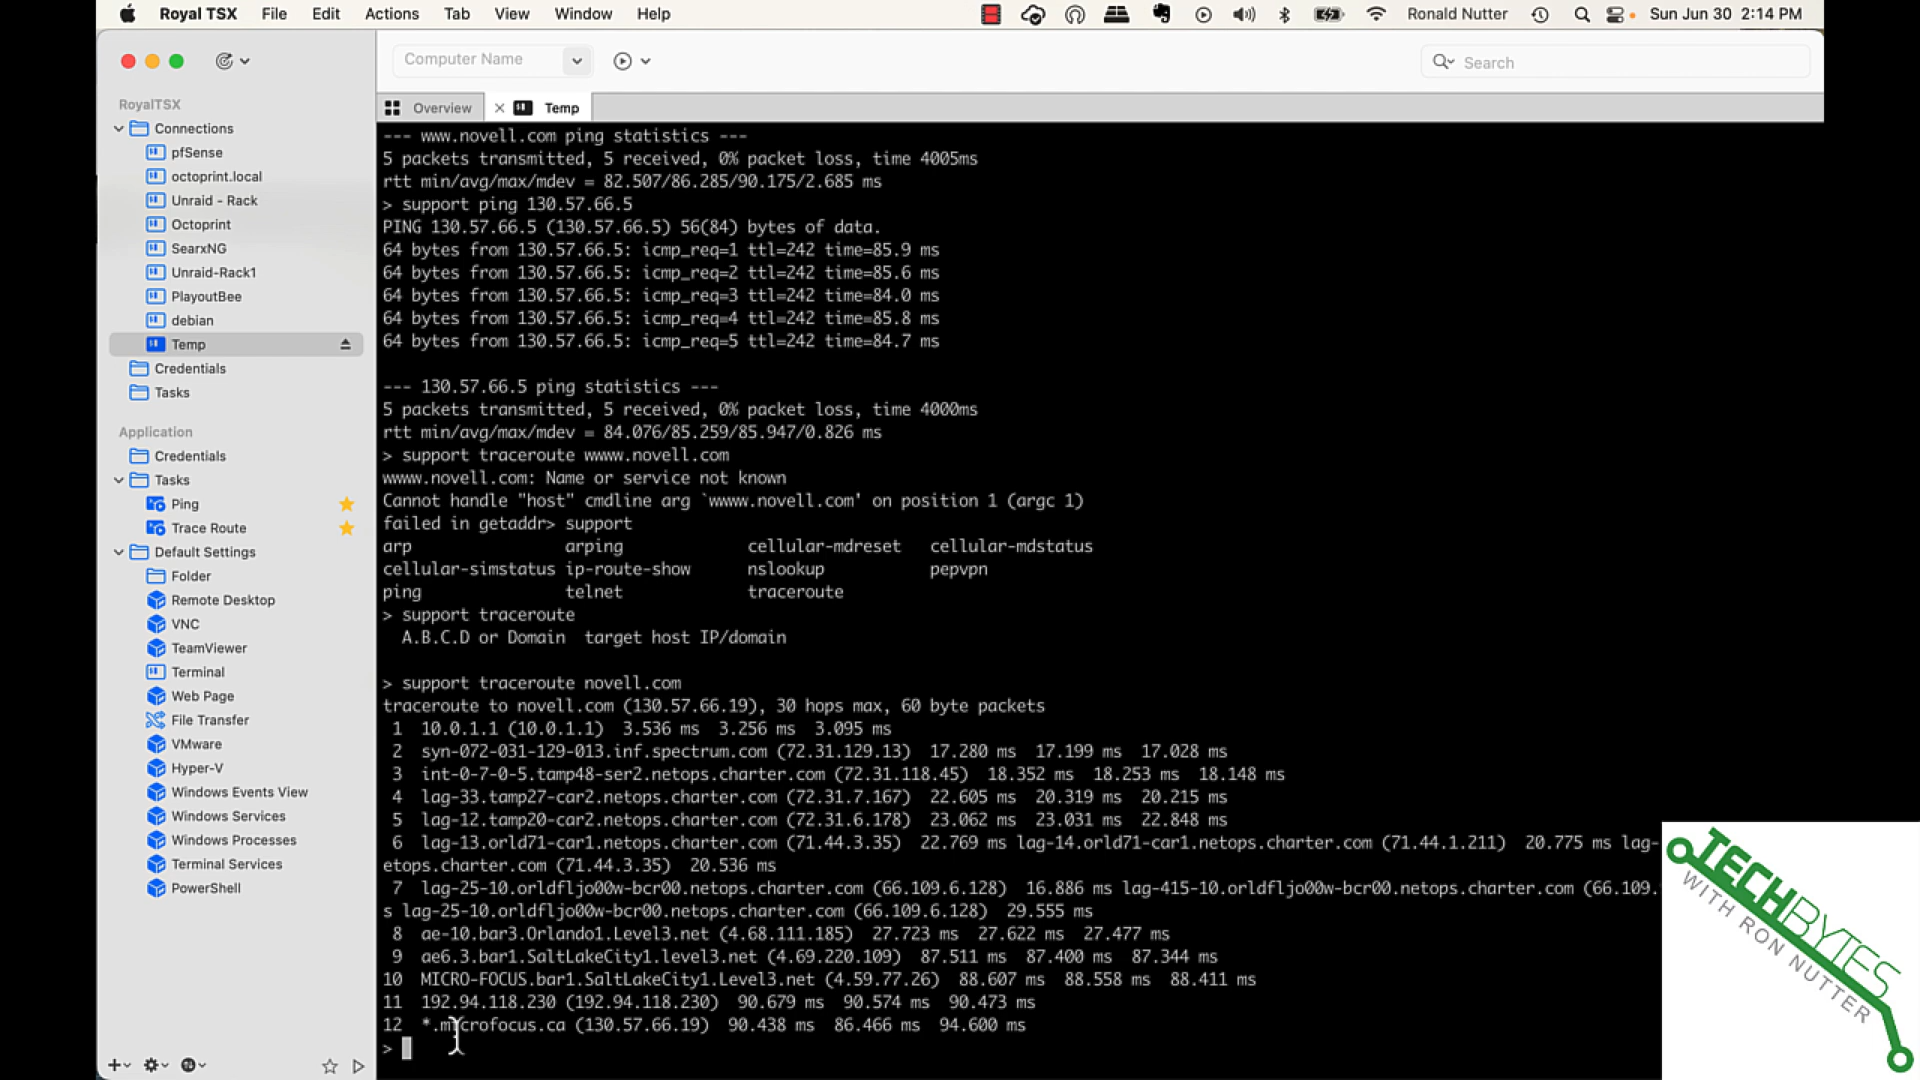 Royal TSX File Edit Actions Tab View Window Help Ronald Nutter Sun Jun 30 2:14 PM
Computer Name
Search
Overview
Temp
RoyalTSX
Connections
pfSense
octoprint.local
Unraid - Rack
Octoprint
SearxNG
Unraid-Rack1
PlayoutBee
debian
Temp
Credentials
Tasks
Application
Credentials
Tasks
Ping
Trace Route
Default Settings
Folder
Remote Desktop
VNC
TeamViewer
Terminal
Web Page
File Transfer
VMware
Hyper-V
Windows Events View
Windows Services
Windows Processes
Terminal Services
PowerShell
--- www.novell.com ping statistics ---
5 packets transmitted, 5 received, 0% packet loss, time 4005ms
rtt min/avg/max/mdev = 82.507/86.285/90.175/2.685 ms
> support ping 130.57.66.5
PING 130.57.66.5 (130.57.66.5) 56(84) bytes of data.
64 bytes from 130.57.66.5: icmp_req=1 ttl=242 time=85.9 ms
64 bytes from 130.57.66.5: icmp_req=2 ttl=242 time=85.6 ms
64 bytes from 130.57.66.5: icmp_req=3 ttl=242 time=84.0 ms
64 bytes from 130.57.66.5: icmp_req=4 ttl=242 time=85.8 ms
64 bytes from 130.57.66.5: icmp_req=5 ttl=242 time=84.7 ms
--- 130.57.66.5 ping statistics ---
5 packets transmitted, 5 received, 0% packet loss, time 4000ms
rtt min/avg/max/mdev = 84.076/85.259/85.947/0.826 ms
> support traceroute wwww.novell.com
wwww.novell.com: Name or service not known
Cannot handle "host" cmdline arg `wwww.novell.com' on position 1 (argc 1)
failed in getaddr> support
arp arping cellular-mdreset cellular-mdstatus
cellular-simstatus ip-route-show nslookup pepvpn
ping telnet traceroute
> support traceroute
A.B.C.D or Domain target host IP/domain
> support traceroute novell.com
traceroute to novell.com (130.57.66.19), 30 hops max, 60 byte packets
1 10.0.1.1 (10.0.1.1) 3.536 ms 3.256 ms 3.095 ms
2 syn-072-031-129-013.inf.spectrum.com (72.31.129.13) 17.280 ms 17.199 ms 17.028 ms
3 int-0-7-0-5.tamp48-ser2.netops.charter.com (72.31.118.45) 18.352 ms 18.253 ms 18.148 ms
4 lag-33.tamp27-car2.netops.charter.com (72.31.7.167) 22.605 ms 20.319 ms 20.215 ms
5 lag-12.tamp20-car2.netops.charter.com (72.31.6.178) 23.062 ms 23.031 ms 22.848 ms
6 lag-13.orld71-car1.netops.charter.com (71.44.3.35) 22.769 ms lag-14.orld71-car1.netops.charter.com (71.44.1.211) 20.775 ms lag-
etops.charter.com (71.44.3.35) 20.536 ms
7 lag-25-10.orldfljo00w-bcr00.netops.charter.com (66.109.6.128) 16.886 ms lag-415-10.orldfljo00w-bcr00.netops.charter.com (66.109.
s lag-25-10.orldfljo00w-bcr00.netops.charter.com (66.109.6.128) 29.555 ms
8 ae-10.bar3.Orlando1.Level3.net (4.68.111.185) 27.723 ms 27.622 ms 27.477 ms
9 ae6.3.bar1.SaltLakeCity1.level3.net (4.69.220.109) 87.511 ms 87.400 ms 87.344 ms
10 MICRO-FOCUS.bar1.SaltLakeCity1.Level3.net (4.59.77.26) 88.607 ms 88.558 ms 88.411 ms
11 192.94.118.230 (192.94.118.230) 90.679 ms 90.574 ms 90.473 ms
12 *.microfocus.ca (130.57.66.19) 90.438 ms 86.466 ms 94.600 ms
>
TECHBYTES
WITH RON NUTTER